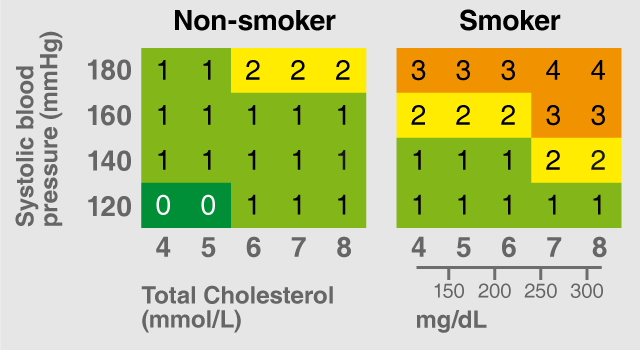 Non-smoker Smoker
Systolic blood
pressure (mmHg)
180 1 1 2 2 2 3 3 3 4 4
160 1 1 1 1 1 2 2 2 3 3
140 1 1 1 1 1 1 1 1 2 2
120 0 0 1 1 1 1 1 1 1 1
4 5 6 7 8 4 5 6 7 8
150 200 250 300
Total Cholesterol
(mmol/L) mg/dL